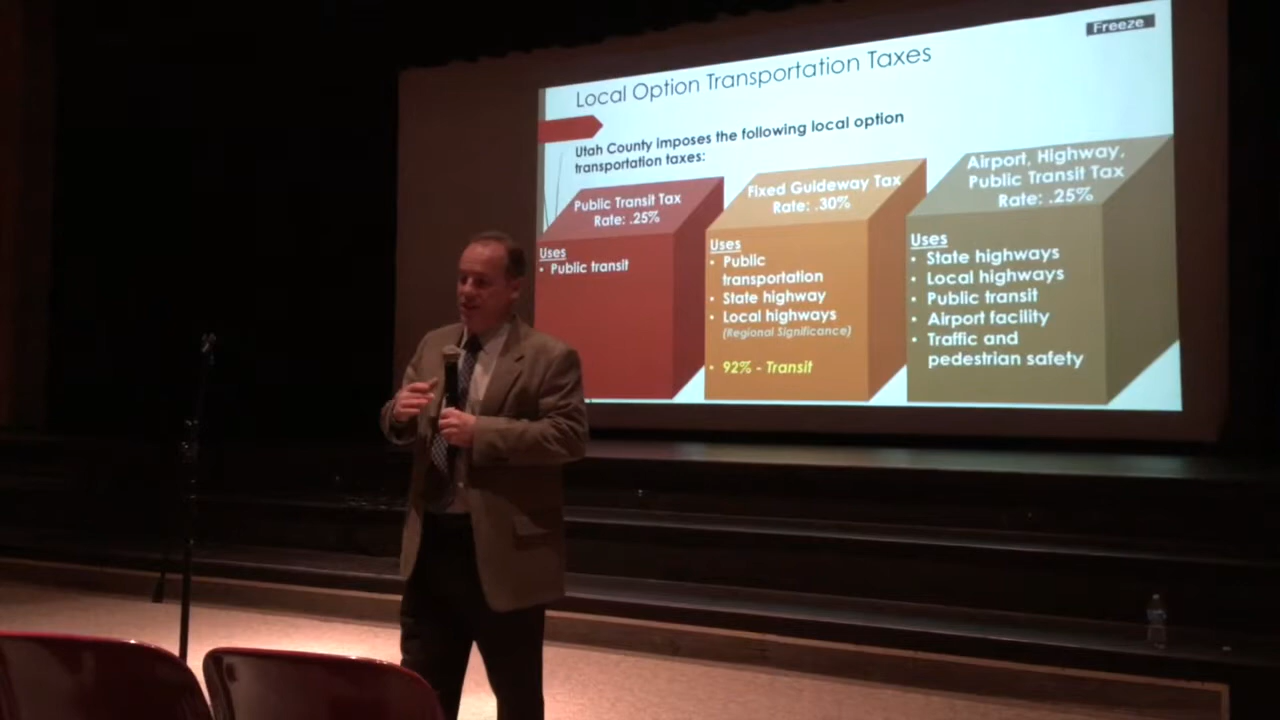 Freeze
Local Option Transportation Taxes
Utah County imposes the following local option
transportation taxes:
Public Transit Tax
Rate: .25%
Uses
• Public transit
Fixed Guideway Tax
Rate: .30%
Uses
• Public
transportation
• State highway
• Local highways
(Regional Significance)
• 92% - Transit
Airport, Highway,
Public Transit Tax
Rate: .25%
Uses
• State highways
• Local highways
• Public transit
• Airport facility
• Traffic and
pedestrian safety